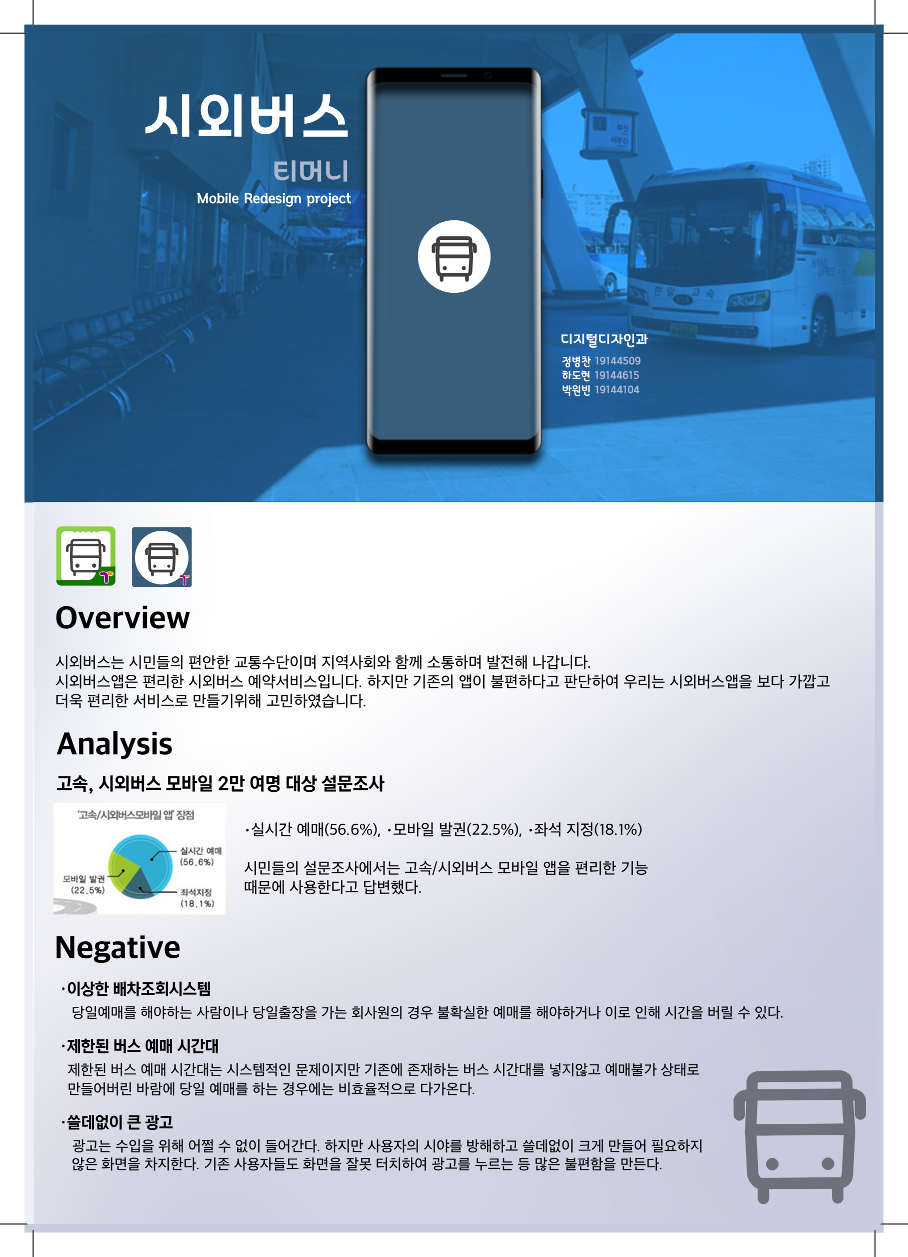 시외버스
티머니
Mobile Redesign project
부산
서부산
한일고속
디지털디자인과
정병찬 19144509
하도현 19144615
박원빈 19144104
Overview
시외버스는 시민들의 편안한 교통수단이며 지역사회와 함께 소통하며 발전해 나갑니다.
시외버스앱은 편리한 시외버스 예약서비스입니다. 하지만 기존의 앱이 불편하다고 판단하여 우리는 시외버스앱을 보다 가깝고
더욱 편리한 서비스로 만들기위해 고민하였습니다.
Analysis
고속, 시외버스 모바일 2만 여명 대상 설문조사
'고속/시외버스모바일 앱' 장점
실시간 예매
(56,6%)
모바일 발권
(22.5%)
좌석지정
(18.1%)
·실시간 예매(56.6%), ·모바일 발권(22.5%), ·좌석 지정(18.1%)
시민들의 설문조사에서는 고속/시외버스 모바일 앱을 편리한 기능
때문에 사용한다고 답변했다.
Negative
·이상한 배차조회시스템
당일예매를 해야하는 사람이나 당일출장을 가는 회사원의 경우 불확실한 예매를 해야하거나 이로 인해 시간을 버릴 수 있다.
·제한된 버스 예매 시간대
제한된 버스 예매 시간대는 시스템적인 문제이지만 기존에 존재하는 버스 시간대를 넣지않고 예매불가 상태로
만들어버린 바람에 당일 예매를 하는 경우에는 비효율적으로 다가온다.
·쓸데없이 큰 광고
광고는 수입을 위해 어쩔 수 없이 들어간다. 하지만 사용자의 시야를 방해하고 쓸데없이 크게 만들어 필요하지
않은 화면을 차지한다. 기존 사용자들도 화면을 잘못 터치하여 광고를 누르는 등 많은 불편함을 만든다.